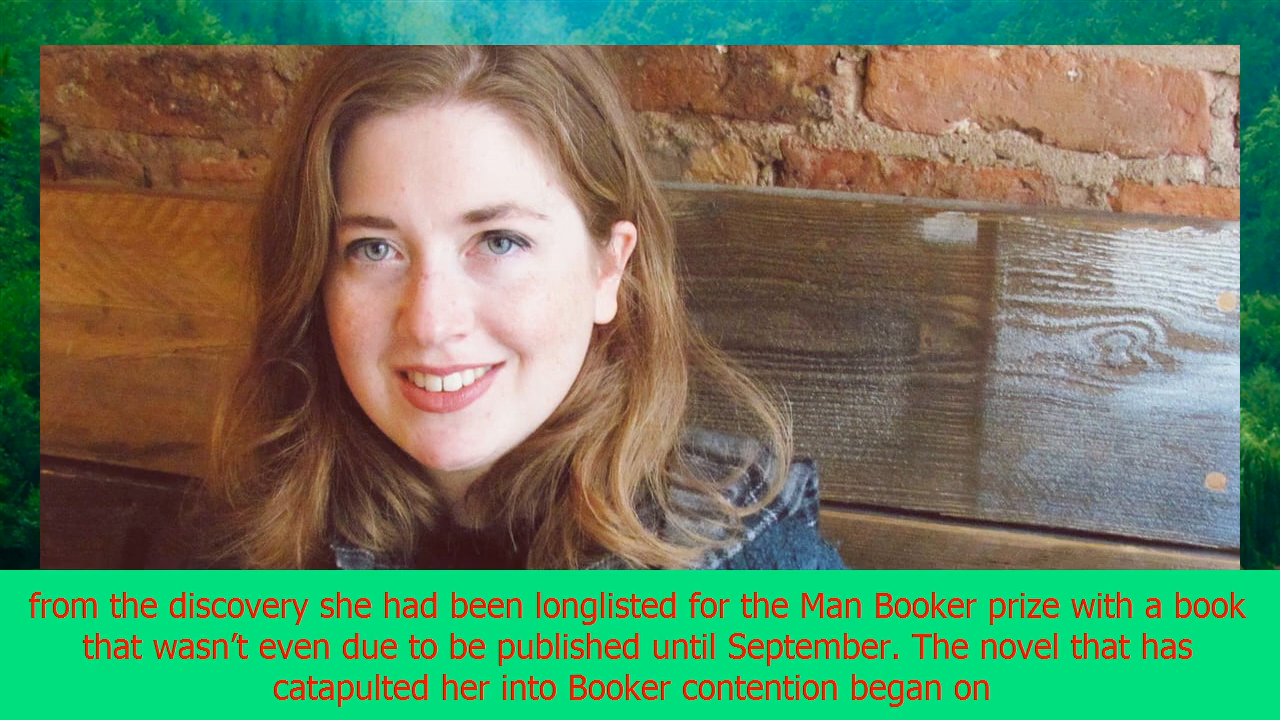 from the discovery she had been longlisted for the Man Booker prize with a book
that wasn’t even due to be published until September. The novel that has
catapulted her into Booker contention began on